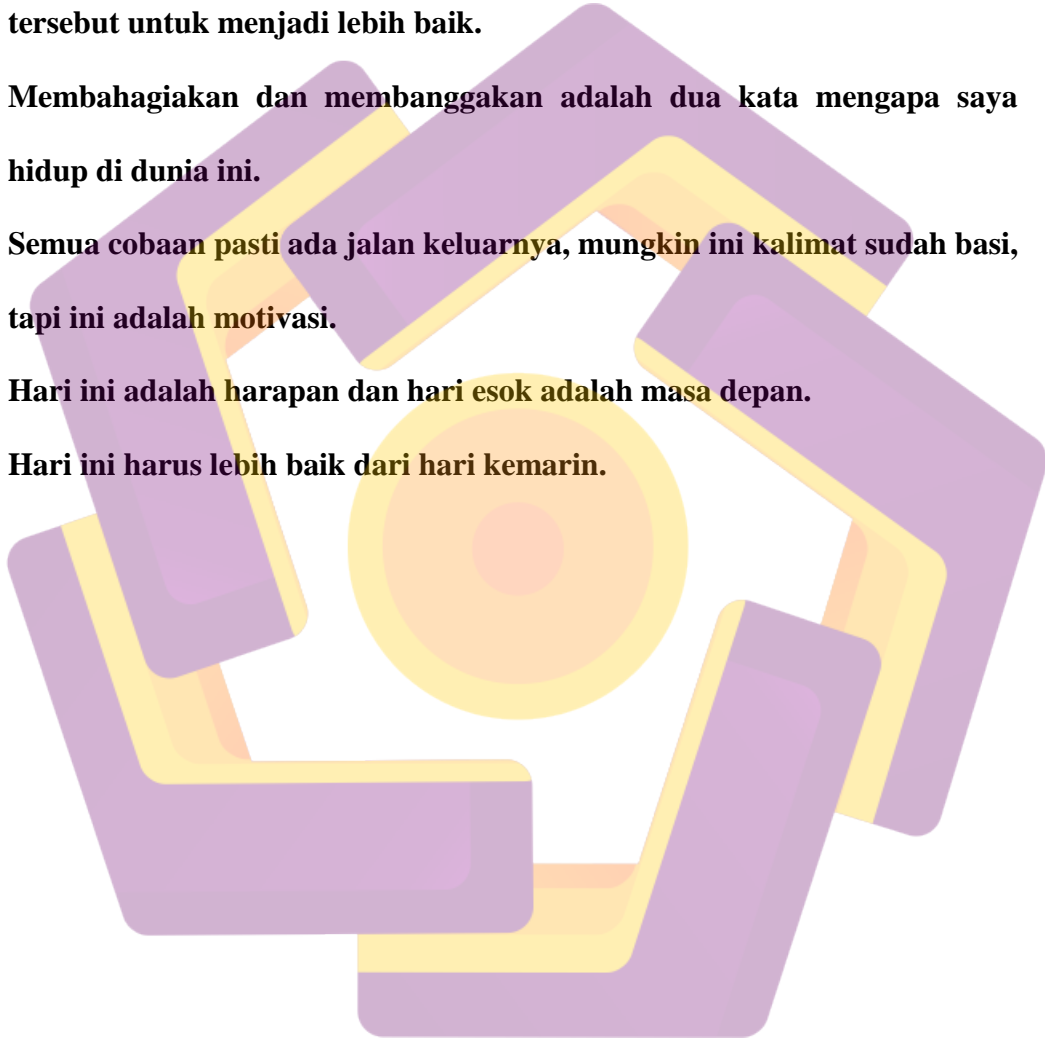 tersebut untuk menjadi lebih baik.
Membahagiakan dan membanggakan adalah dua kata mengapa saya
hidup di dunia ini.
Semua cobaan pasti ada jalan keluarnya, mungkin ini kalimat sudah basi,
tapi ini adalah motivasi.
Hari ini adalah harapan dan hari esok adalah masa depan.
Hari ini harus lebih baik dari hari kemarin.